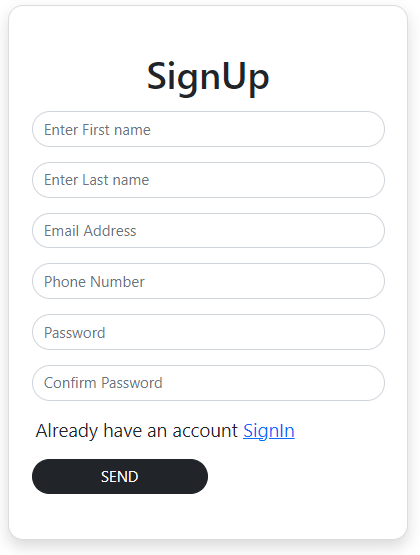 SignUp
Enter First name
Enter Last name
Email Address
Phone Number
Password
Confirm Password
Already have an account SignIn
SEND